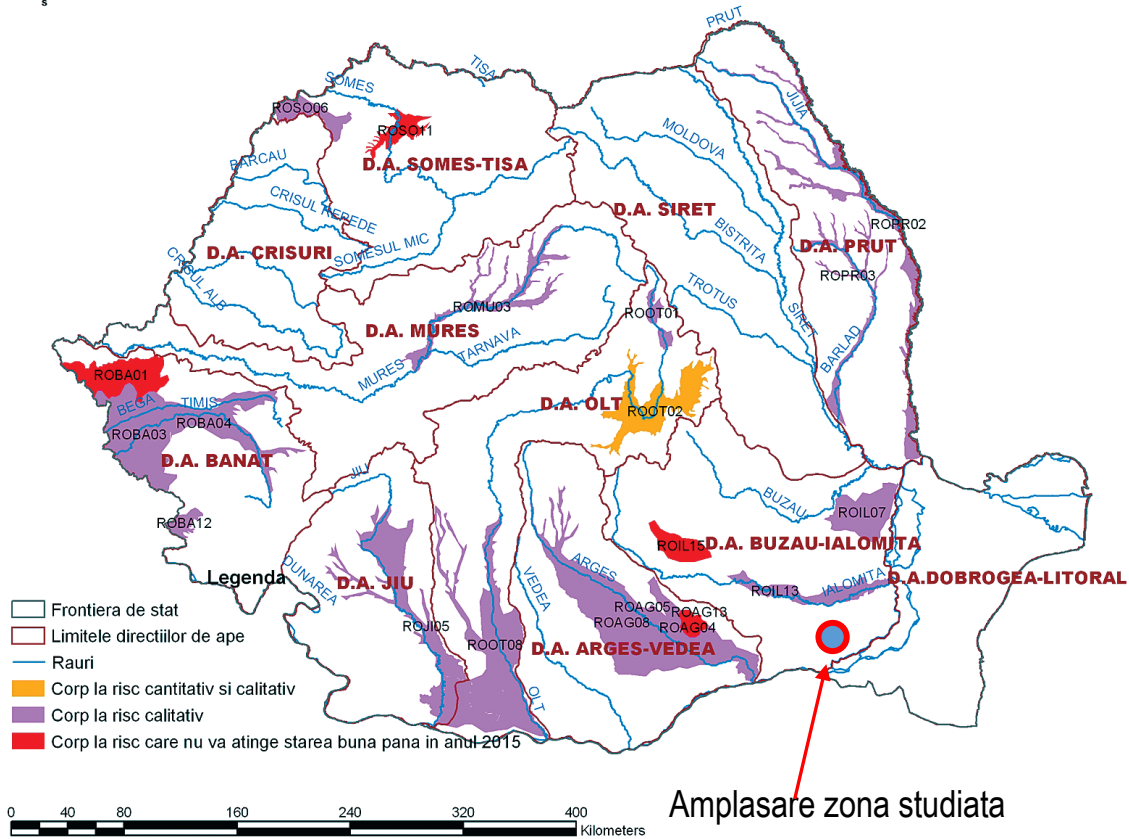 s
PRUT
TISA
SOMES
JIJIA
ROSO06
ROSO11
MOLDOVA
BARCAU
D.A. SOMES-TISA
CRISUL REPEDE
D.A. SIRET
ROPR02
BISTRITA
D.A. PRUT
SOMESUL MIC
D.A. CRISURI
ROPR03
CRISUL ALB
TROTUS
ROMU03
SIRET
ROOT01
D.A. MURES
TARNAVA
BARLAD
MURES
ROBA01
BEGA
TIMIS
D.A. OLT
ROOT02
ROBA04
ROBA03
D.A. BANAT
JIU
BUZAU
ROIL07
ROBA12
ROIL15
D.A. BUZAU-IALOMITA
DUNAREA
VEDEA
ARGES
Legenda
D.A. JIU
IALOMITA
D.A.DOBROGEA-LITORAL
ROIL13
Frontiera de stat
ROAG05
ROAG13
ROJI05
ROAG08
ROAG04
Limitele directiilor de ape
ROOT08
D.A. ARGES-VEDEA
Rauri
OLT
Corp la risc cantitativ si calitativ
Corp la risc calitativ
Corp la risc care nu va atinge starea buna pana in anul 2015
Amplasare zona studiata
0 40 80 160 240 320 400
Kilometers